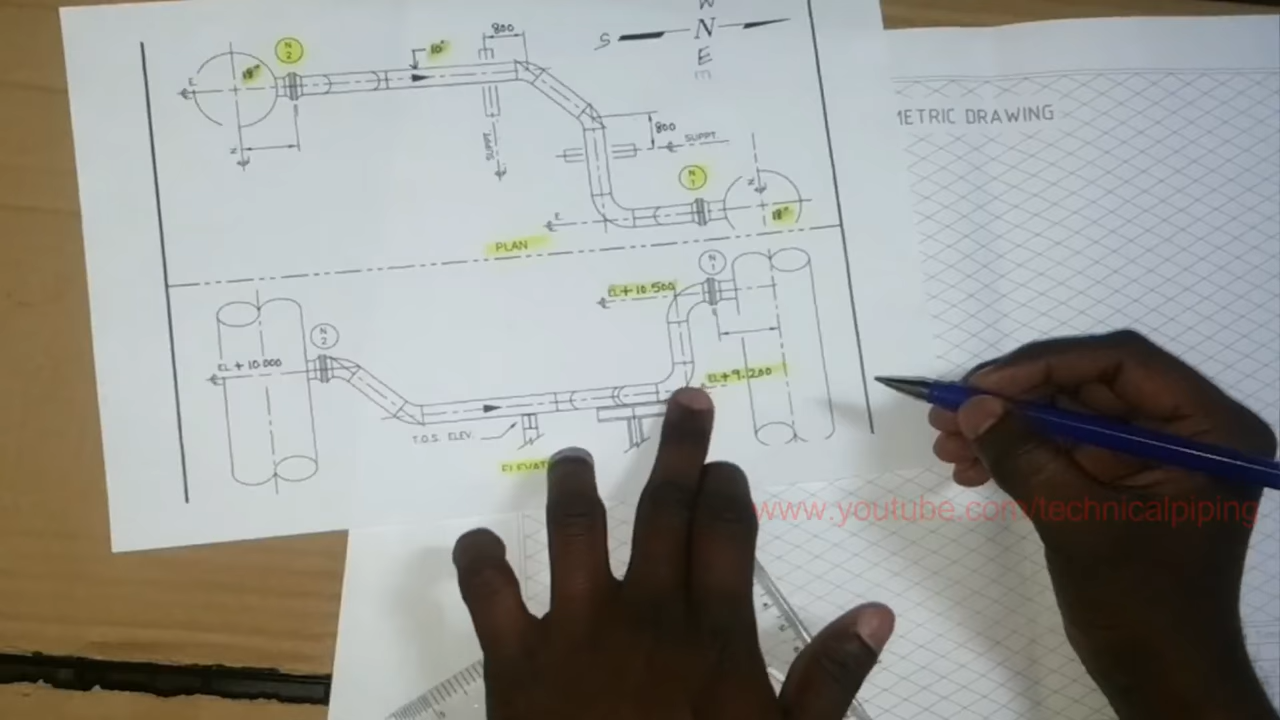 W
S N
E
E
N
2
10"
800
18"
E
N
SUPPT.
800
SUPPT.
N
1
N
18"
E
PLAN
N
1
EL+10.500
N
2
EL+10.000
EL+9.200
T.O.S. ELEV.
ELEVAT
METRIC DRAWING
www.youtube.com/technicalpiping